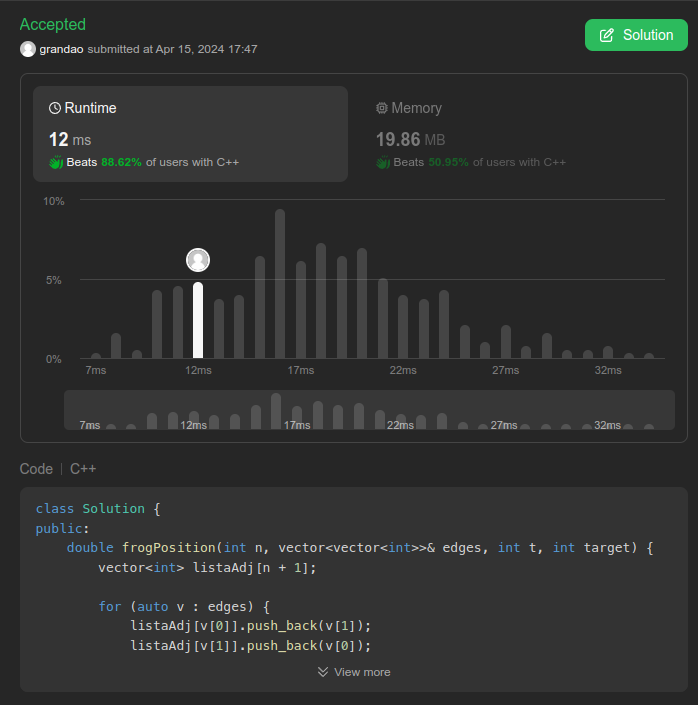 Accepted
grandao submitted at Apr 15, 2024 17:47
Solution
Runtime
12 ms
Beats 88.62% of users with C++
Memory
19.86 MB
Beats 50.95% of users with C++
10%
5%
0%
7ms 12ms 17ms 22ms 27ms 32ms
7ms 12ms 17ms 22ms 27ms 32ms
Code | C++
class Solution {
public:
    double frogPosition(int n, vector<vector<int>>& edges, int t, int target) {
        vector<int> listaAdj[n + 1];

        for (auto v : edges) {
            listaAdj[v[0]].push_back(v[1]);
            listaAdj[v[1]].push_back(v[0]);
View more